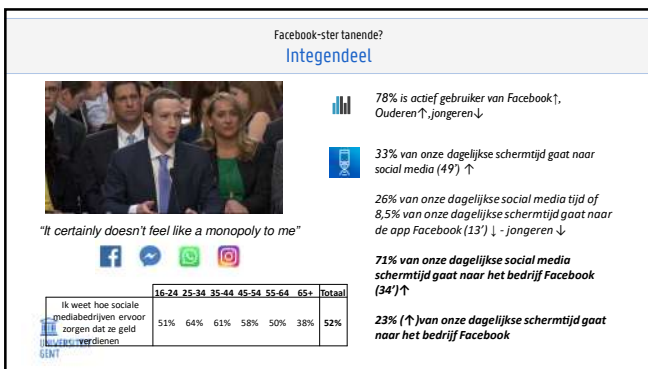 Facebook-ster tanende?
Integendeel
"It certainly doesn't feel like a monopoly to me"
16-24 25-34 35-44 45-54 55-64 65+ Totaal
Ik weet hoe sociale
mediabedrijven ervoor
zorgen dat ze geld
verdienen
51% 64% 61% 58% 50% 38% 52%
UNIVERSITEIT
GENT
78% is actief gebruiker van Facebook↑,
Ouderen↑,jongeren↓
33% van onze dagelijkse schermtijd gaat naar
social media (49') ↑
26% van onze dagelijkse social media tijd of
8,5% van onze dagelijkse schermtijd gaat naar
de app Facebook (13') ↓ - jongeren ↓
71% van onze dagelijkse social media
schermtijd gaat naar het bedrijf Facebook
(34')↑
23% (↑)van onze dagelijkse schermtijd gaat
naar het bedrijf Facebook